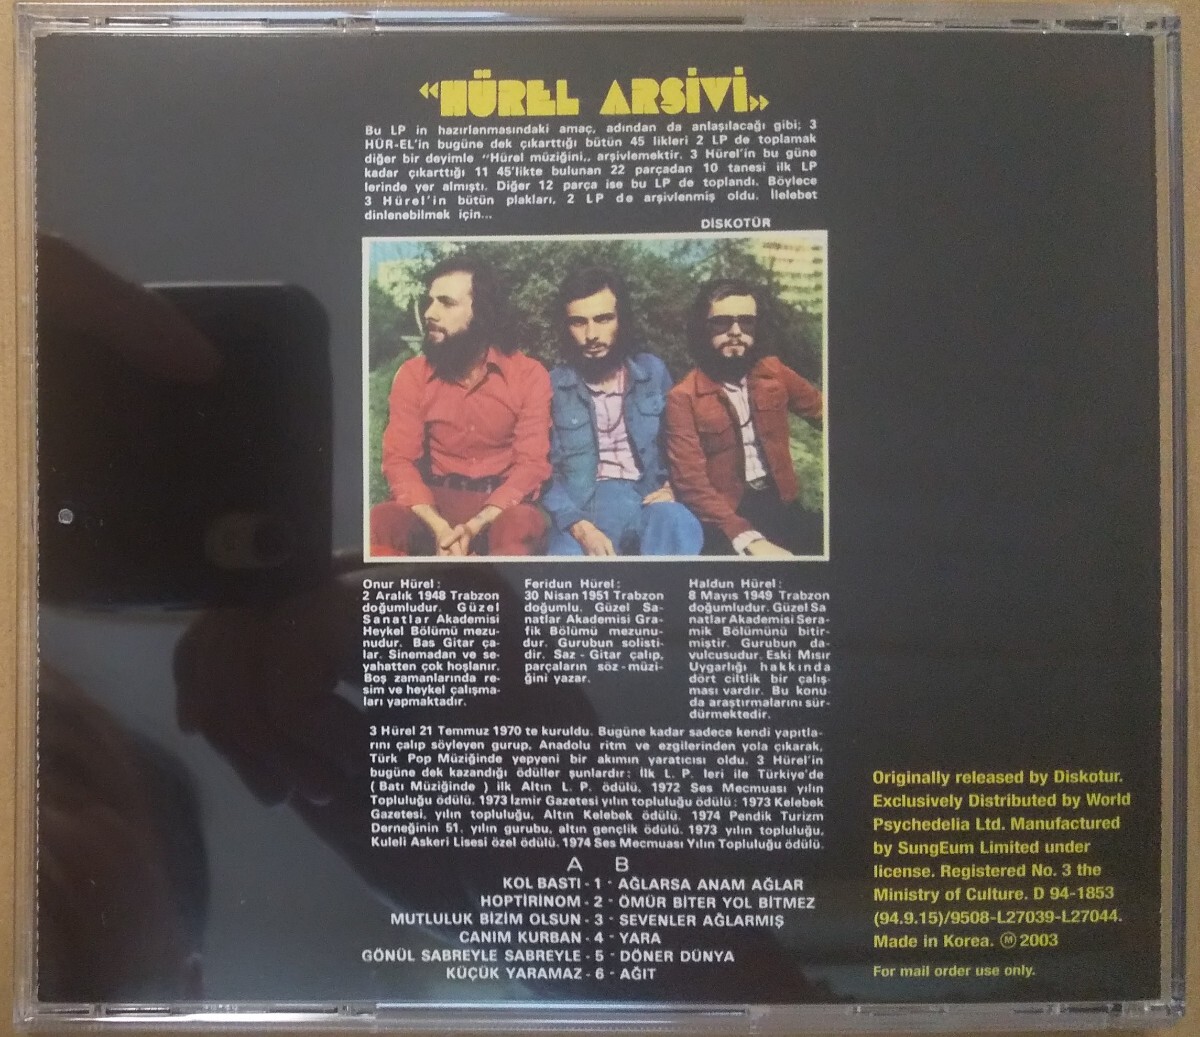 «HÜREL ARŞİVİ»
Bu LP in hazırlanmasındaki amaç, adından da anlaşılacağı gibi; 3
HÜR-EL'in bugüne dek çıkarttığı bütün 45 likleri 2 LP de toplamak
diğer bir deyimle "Hürel müziğini,, arşivlemektir. 3 Hürel'in bu güne
kadar çıkarttığı 11 45'likte bulunan 22 parçadan 10 tanesi ilk LP
lerinde yer almıştı. Diğer 12 parça ise bu LP de toplandı. Böylece
3 Hürel'in bütün plakları, 2 LP de arşivlenmiş oldu. İlelebet
dinlenebilmek için...
DİSKOTÜR
Onur Hürel:
2 Aralık 1948 Trabzon
doğumludur. Güzel
Sanatlar Akademisi
Heykel Bölümü mezu-
nudur. Bas Gitar ça-
lar. Sinemadan ve se-
yahatten çok hoşlanır.
Boş zamanlarında re-
sim ve heykel çalışma-
ları yapmaktadır.
Feridun Hürel:
30 Nisan 1951 Trabzon
doğumlu. Güzel Sa-
natlar Akademisi Gra-
fik Bölümü mezunu-
dur. Gurubun solisti-
dir. Saz - Gitar çalıp,
parçaların söz-müzi-
ğini yazar.
Haldun Hürel:
8 Mayıs 1949 Trabzon
doğumludur. Güzel Sa
natlar Akademisi Sera-
mik Bölümünü bitir-
miştir. Gurubun da-
vulcusudur. Eski Mısır
Uygarlığı hakkında
dört ciltlik bir çalış-
ması vardır. Bu konu-
da araştırmalarını sür-
dürmektedir.
3 Hürel 21 Temmuz 1970 te kuruldu. Bugüne kadar sadece kendi yapıtla-
rını çalıp söyleyen gurup, Anadolu ritm ve ezgilerinden yola çıkarak,
Türk Pop Müziğinde yepyeni bir akımın yaratıcısı oldu. 3 Hürel'in
bugüne dek kazandığı ödüller şunlardır: İlk L. P. leri ile Türkiye'de
( Batı Müziğinde ) ilk Altın L. P. ödülü, 1972 Ses Mecmuası yılın
Topluluğu ödülü. 1973 İzmir Gazetesi yılın topluluğu ödülü : 1973 Kelebek
Gazetesi, yılın topluluğu, Altın Kelebek ödülü. 1974 Pendik Turizm
Derneğinin 51. yılın gurubu, altın gençlik ödülü. 1973 yılın topluluğu,
Kuleli Askeri Lisesi özel ödülü. 1974 Ses Mecmuası Yılın Topluluğu ödülü.
A B
KOL BASTI - 1 - AĞLARSA ANAM AĞLAR
HOPTİRİNOM - 2 - ÖMÜR BİTER YOL BİTMEZ
MUTLULUK BİZİM OLSUN - 3 - SEVENLER AĞLARMIŞ
CANIM KURBAN - 4 - YARA
GÖNÜL SABREYLE SABREYLE - 5 - DÖNER DÜNYA
KÜÇÜK YARAMAZ - 6 - AĞIT
Originally released by Diskotur.
Exclusively Distributed by World
Psychedelia Ltd. Manufactured
by SungEum Limited under
license. Registered No. 3 the
Ministry of Culture. D 94-1853
(94.9.15)/9508-L27039-L27044.
Made in Korea. Ⓜ 2003
For mail order use only.